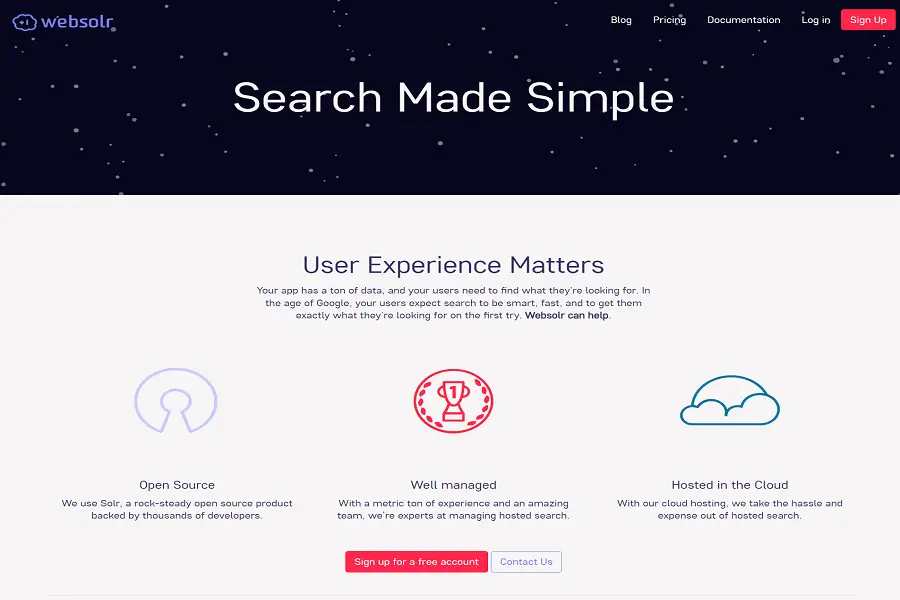 websolr
Blog Pricing Documentation Log in Sign Up
Search Made Simple
User Experience Matters
Your app has a ton of data, and your users need to find what they're looking for. In
the age of Google, your users expect search to be smart, fast, and to get them
exactly what they're looking for on the first try. Websolr can help.
1
Open Source
We use Solr, a rock-steady open source product
backed by thousands of developers.
Well managed
With a metric ton of experience and an amazing
team, we're experts at managing hosted search.
Hosted in the Cloud
With our cloud hosting, we take the hassle and
expense out of hosted search.
Sign up for a free account Contact Us